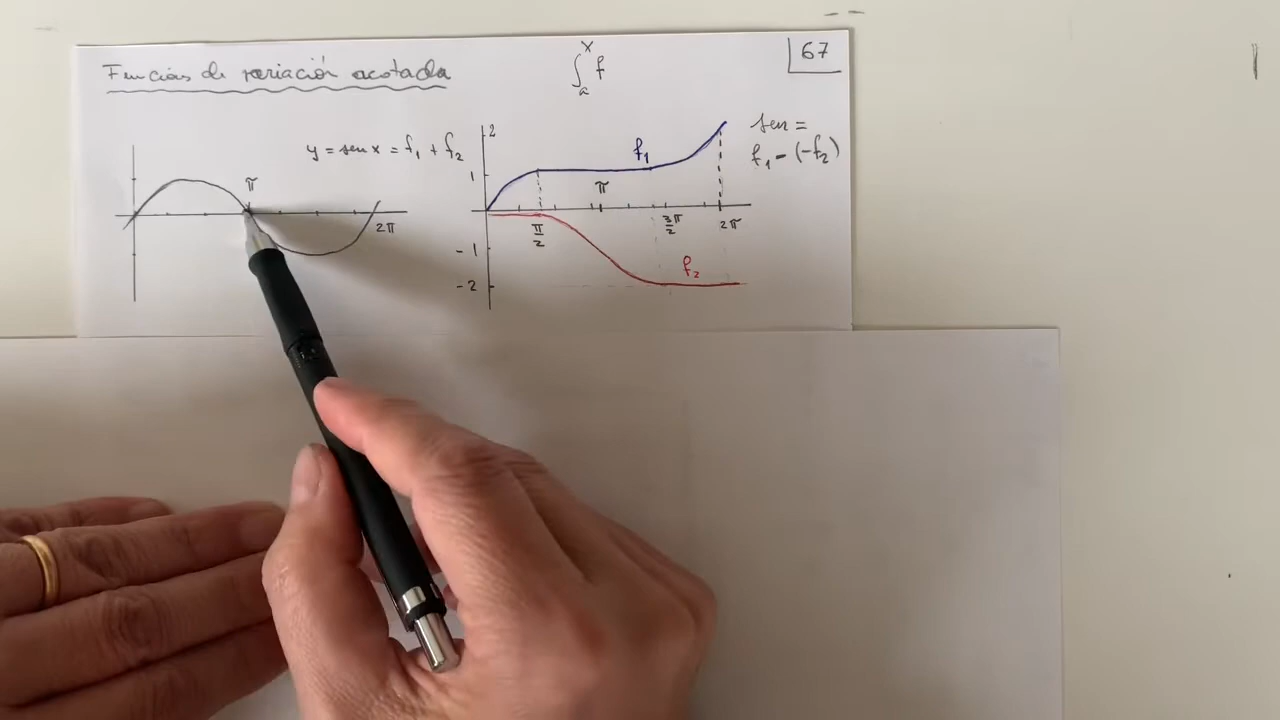 Funcións de variación acotada
∫ₐˣ f
67
y = sen x = f₁ + f₂
π
2π
2
1
-1
-2
f₁
π
π/2
3π/2
2π
f₂
sen =
f₁ - (-f₂)